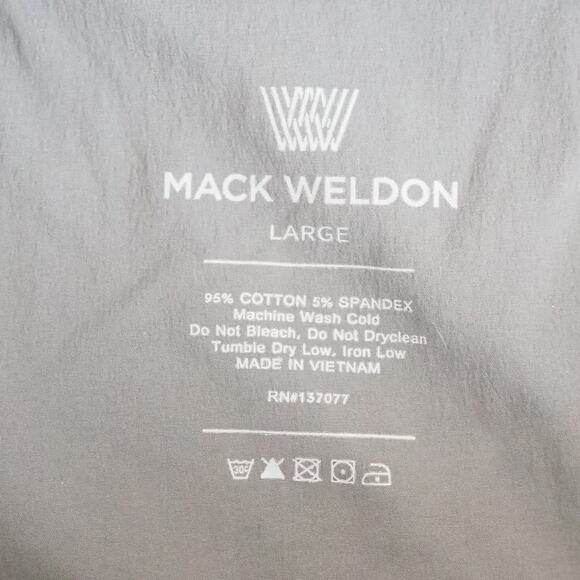 MACK WELDON
LARGE
95% COTTON 5% SPANDEX
Machine Wash Cold
Do Not Bleach, Do Not Dryclean
Tumble Dry Low, Iron Low
MADE IN VIETNAM
RN#137077
30C